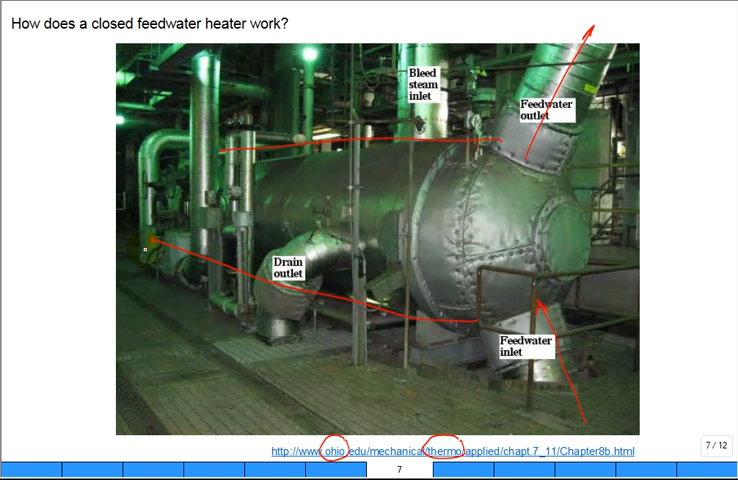 How does a closed feedwater heater work?
Bleed
steam
inlet
Feedwater
outlet
Drain
outlet
Feedwater
inlet
http://www.ohio.edu/mechanical/thermo/applied/chapt.7_11/Chapter8b.html
7 / 12
7